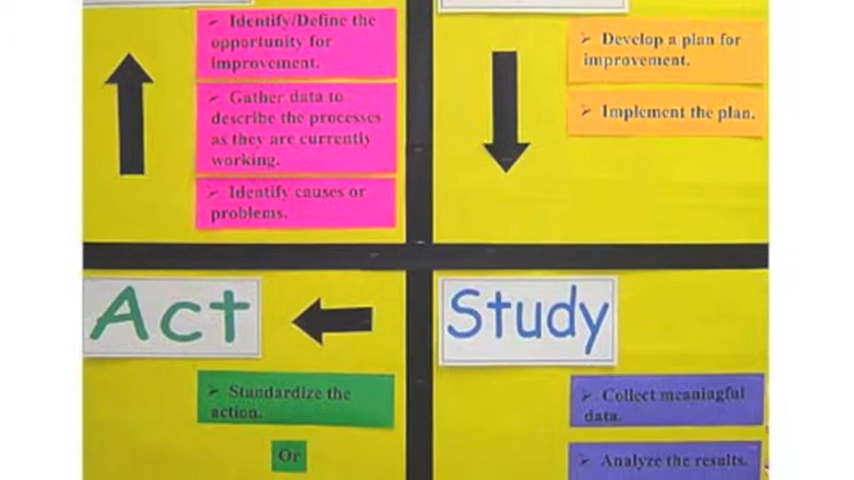 ➢ Identify/Define the
opportunity for
improvement.
➢ Gather data to
describe the processes
as they are currently
working.
➢ Identify causes or
problems.
➢ Develop a plan for
improvement.
➢ Implement the plan.
Act
➢ Standardize the
action.
Or
Study
➢ Collect meaningful
data.
➢ Analyze the results.